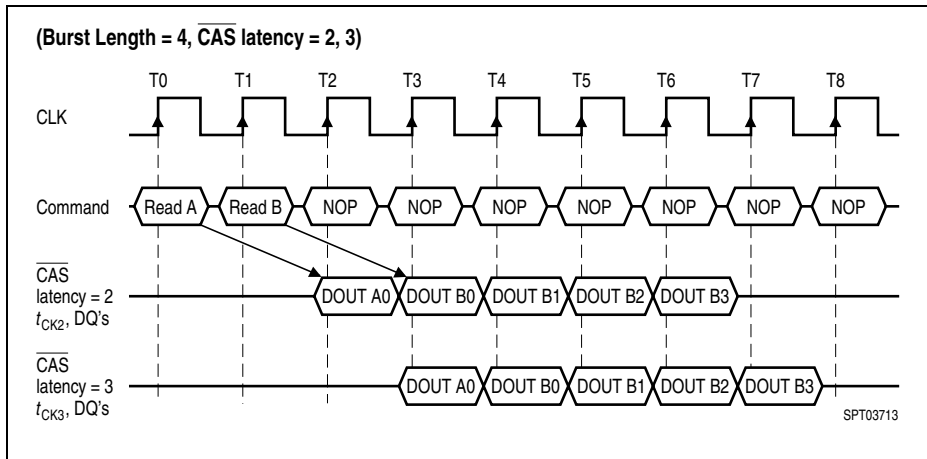 (Burst Length = 4, CAS latency = 2, 3)
T0 T1 T2 T3 T4 T5 T6 T7 T8
CLK
Command Read A Read B NOP NOP NOP NOP NOP NOP NOP
CAS
latency = 2
tCK2, DQ's
DOUT A0 DOUT B0 DOUT B1 DOUT B2 DOUT B3
CAS
latency = 3
tCK3, DQ's
DOUT A0 DOUT B0 DOUT B1 DOUT B2 DOUT B3
SPT03713